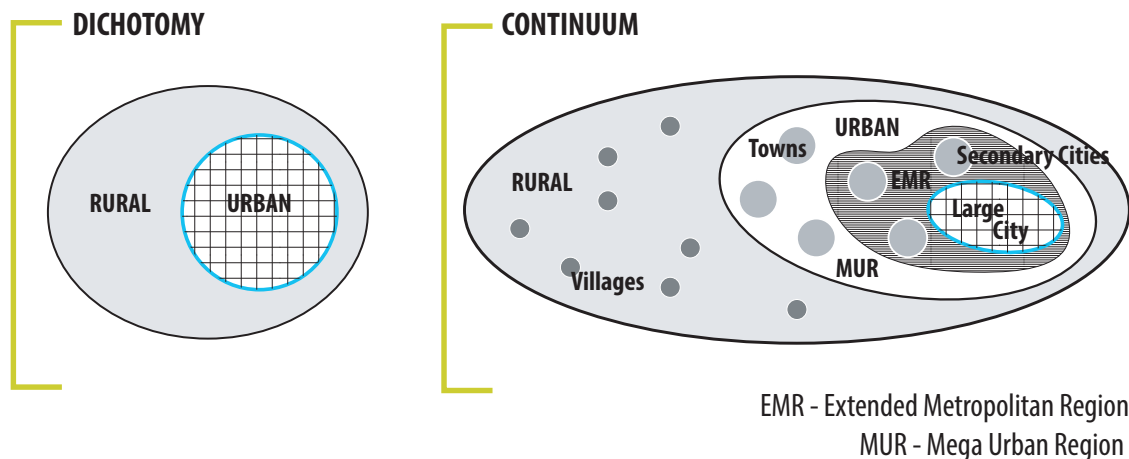 DICHOTOMY
RURAL
URBAN
CONTINUUM
URBAN
Towns
Secondary Cities
RURAL
EMR
Large
City
MUR
Villages
EMR - Extended Metropolitan Region
MUR - Mega Urban Region